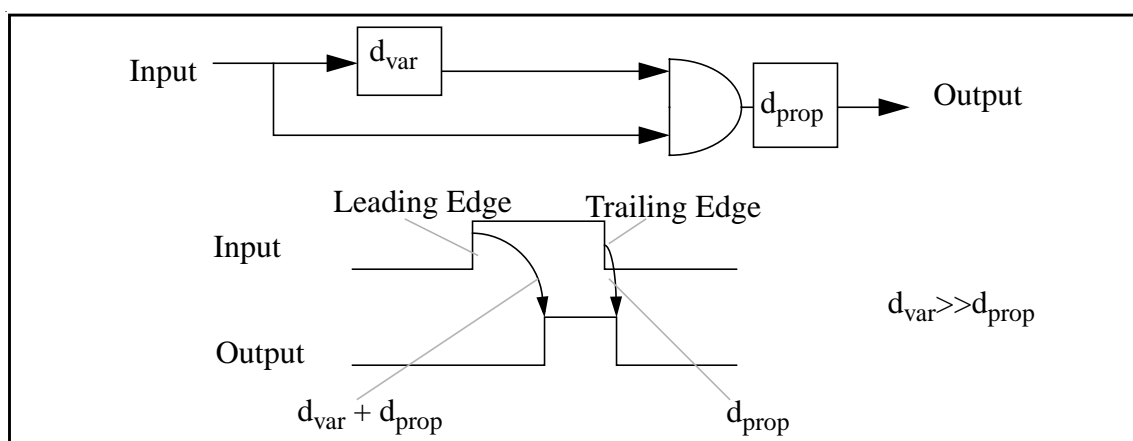 Input
d_var
d_prop
Output
Leading Edge
Trailing Edge
Input
d_var>>d_prop
Output
d_var + d_prop
d_prop